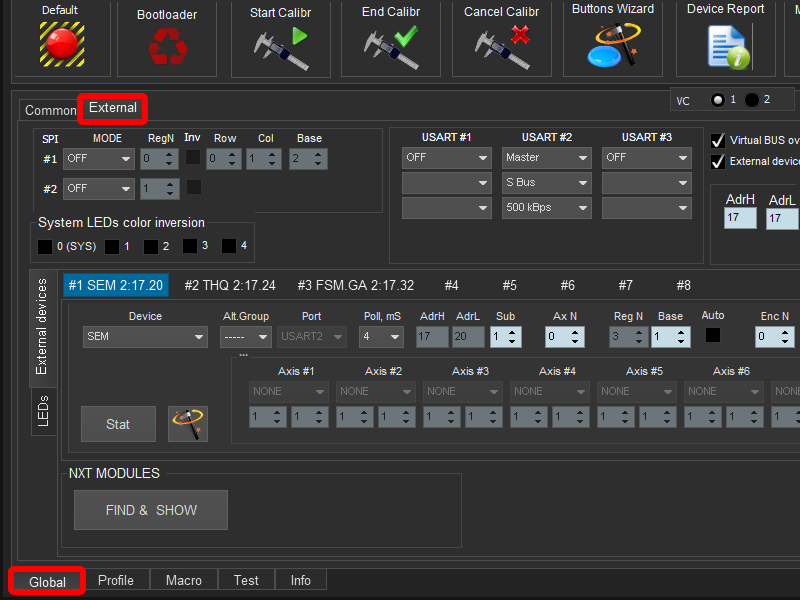 Default
Bootloader
Start Calibr
End Calibr
Cancel Calibr
Buttons Wizard
Device Report
VC 1 2
Common External
SPI MODE RegN Inv Row Col Base
#1 OFF 0 0 1 2
#2 OFF 1
System LEDs color inversion
0 (SYS) 1 2 3 4
USART #1 USART #2 USART #3
OFF Master OFF
S Bus
500 kBps
Virtual BUS ov
External device
AdrH AdrL
17 17
External devices
LEDs
#1 SEM 2:17.20 #2 THQ 2:17.24 #3 FSM.GA 2:17.32 #4 #5 #6 #7 #8
Device Alt.Group Port Poll, mS AdrH AdrL Sub Ax N Reg N Base Auto Enc N
SEM ----- USART2 4 17 20 1 0 3 1 0
Axis #1 Axis #2 Axis #3 Axis #4 Axis #5 Axis #6
NONE NONE NONE NONE NONE NONE NON
1 1 1 1 1 1 1 1 1 1 1 1 1
Stat
NXT MODULES
FIND & SHOW
Global Profile Macro Test Info